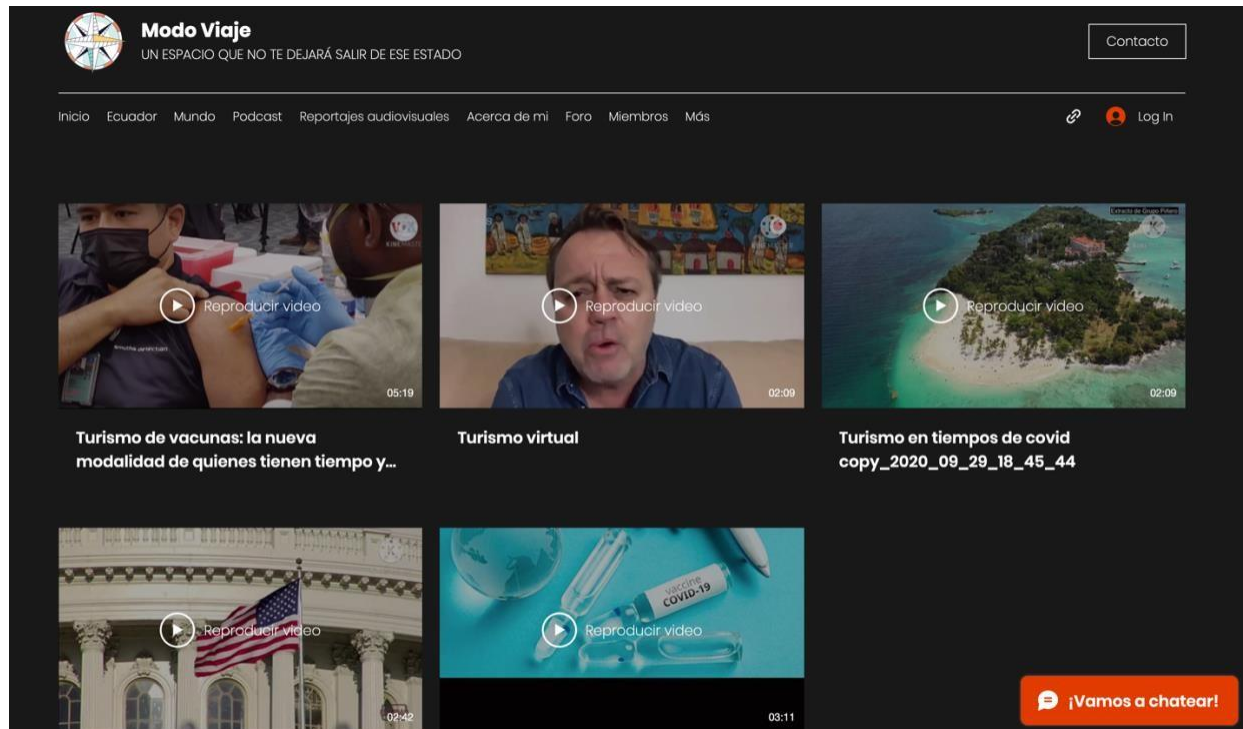 Modo Viaje
UN ESPACIO QUE NO TE DEJARÁ SALIR DE ESE ESTADO
Contacto
Inicio Ecuador Mundo Podcast Reportajes audiovisuales Acerca de mi Foro Miembros Más
Log In
Reproducir video
05:19
Reproducir video
02:09
Extracto de Grupo Piñero
Reproducir video
02:09
Turismo de vacunas: la nueva
modalidad de quienes tienen tiempo y...
Turismo virtual
Turismo en tiempos de covid
copy_2020_09_29_18_45_44
Reproducir video
02:42
vaccine
COVID-19
Reproducir video
03:11
¡Vamos a chatear!